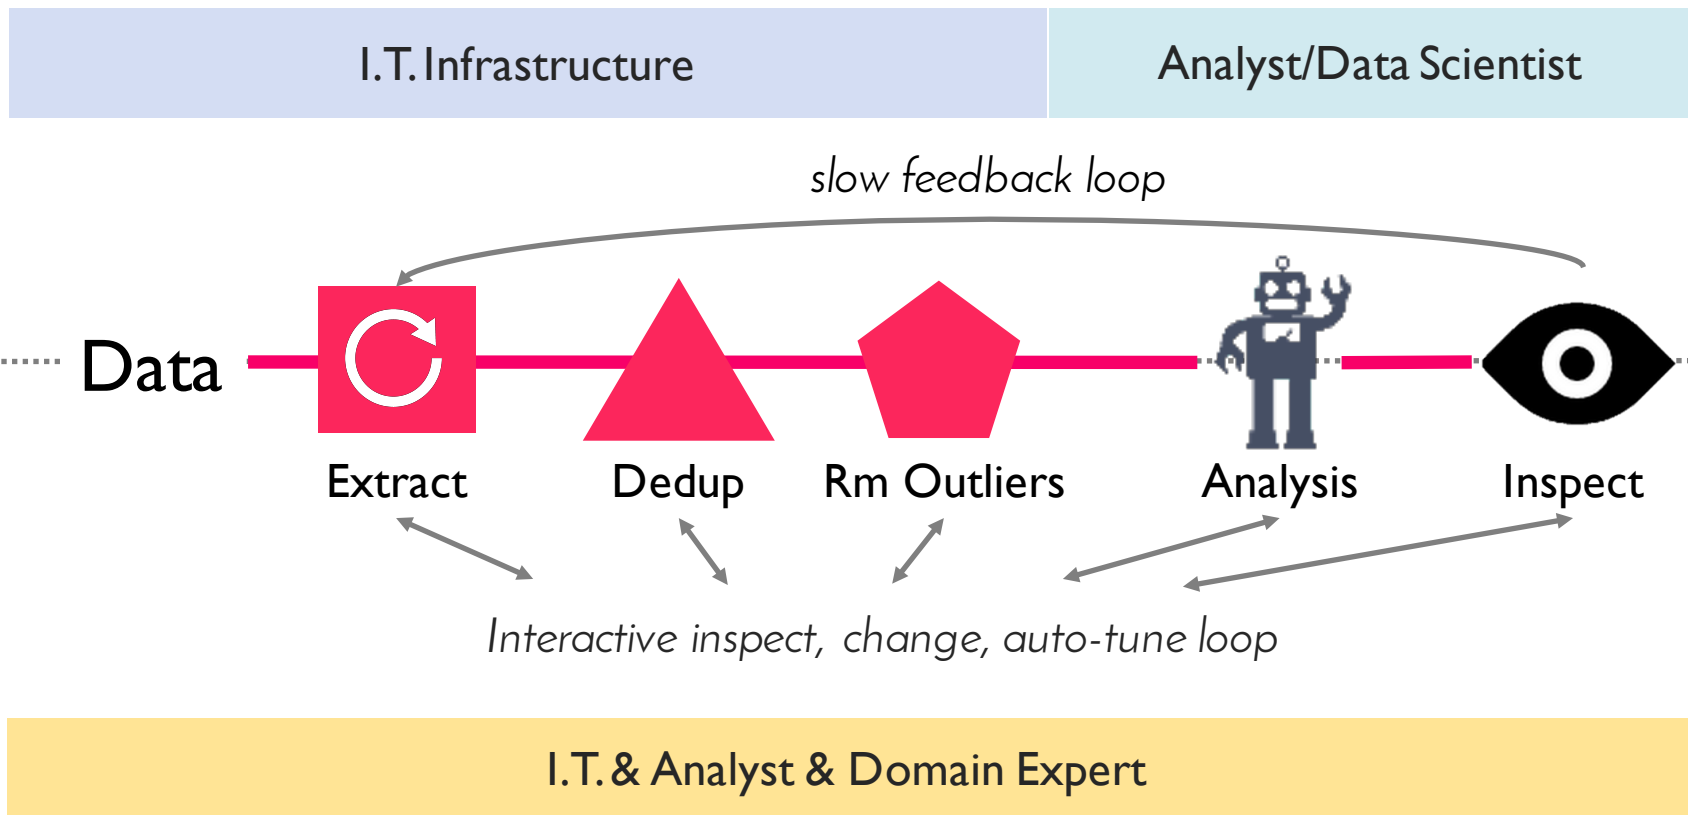 I.T. Infrastructure
Analyst/Data Scientist
slow feedback loop
Data
Extract
Dedup
Rm Outliers
Analysis
Inspect
Interactive inspect, change, auto-tune loop
I.T. & Analyst & Domain Expert